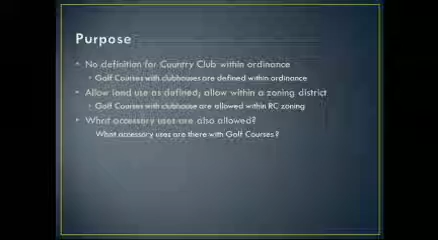 Purpose
No definition for Country Club within ordinance
Golf Courses with clubhouses are defined within ordinance
Allow land use as defined; allow within a zoning district
Golf Courses with clubhouse are allowed within RC zoning
What accessory uses are also allowed?
What accessory uses are there with Golf Courses?